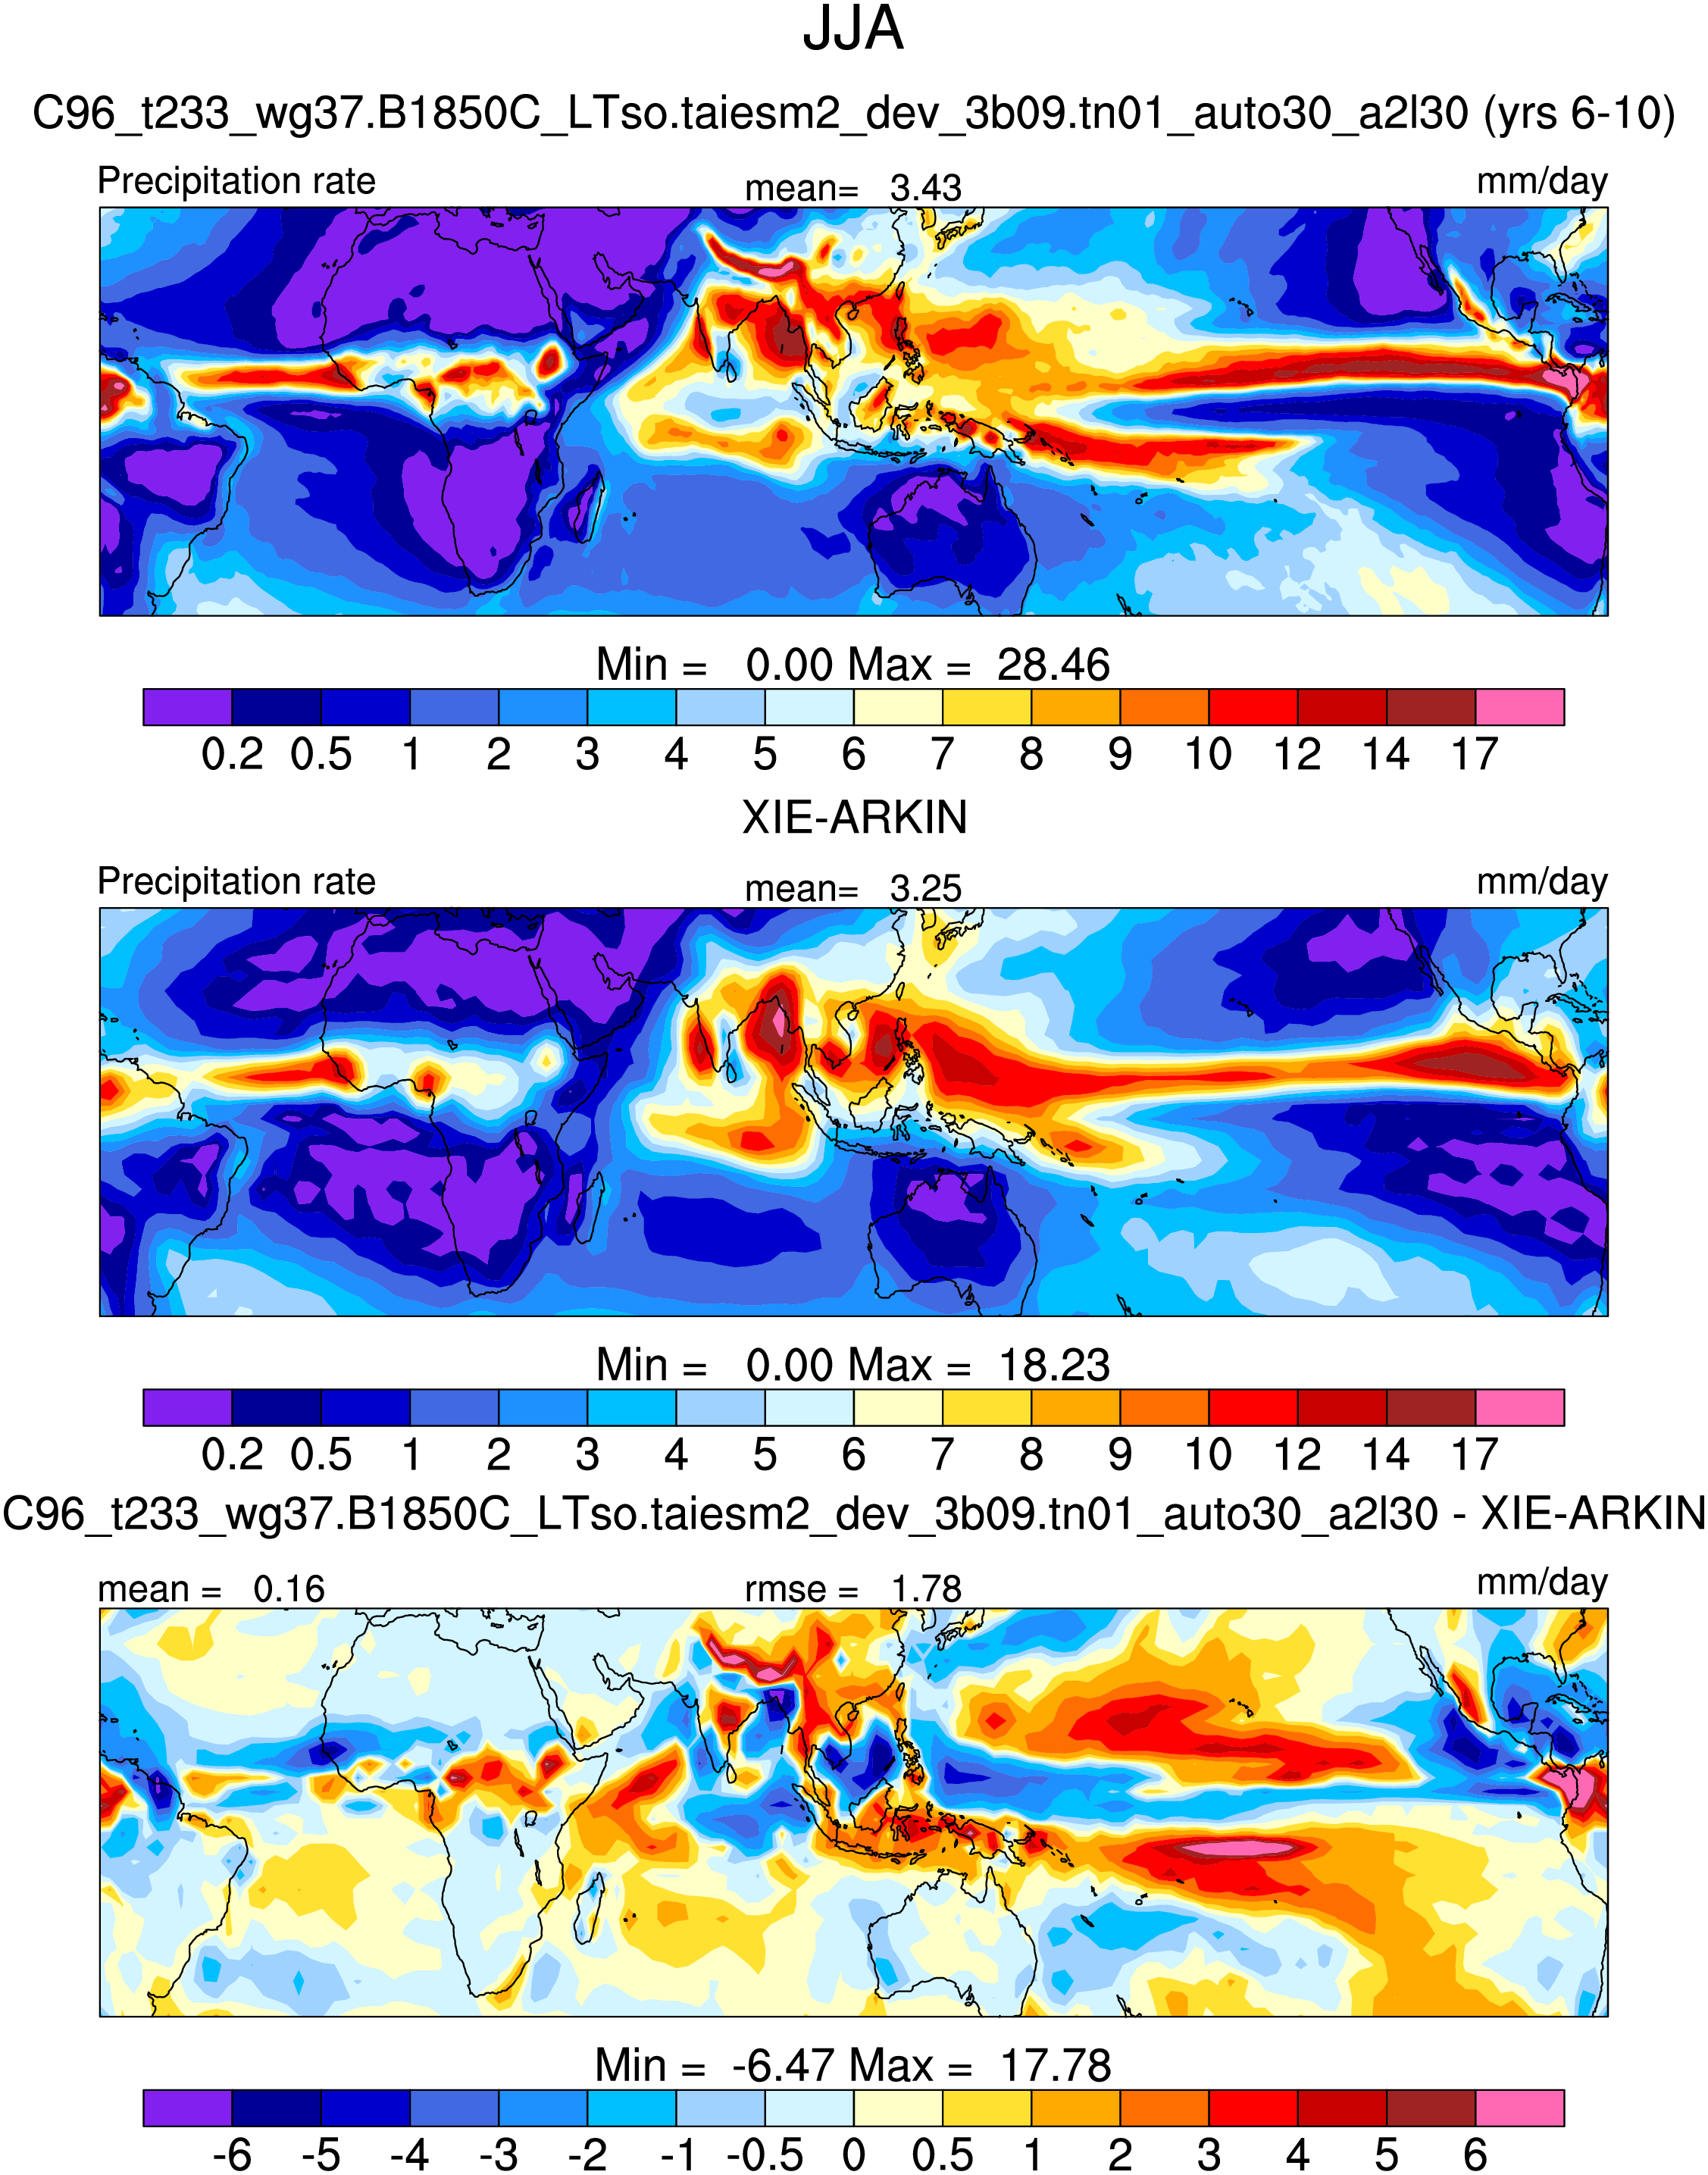 JJA
C96_t233_wg37.B1850C_LTso.taiesm2_dev_3b09.tn01_auto30_a2l30 (yrs 6-10)
Precipitation rate mean= 3.43 mm/day
Min = 0.00 Max = 28.46
0.2 0.5 1 2 3 4 5 6 7 8 9 10 12 14 17
XIE-ARKIN
Precipitation rate mean= 3.25 mm/day
Min = 0.00 Max = 18.23
0.2 0.5 1 2 3 4 5 6 7 8 9 10 12 14 17
C96_t233_wg37.B1850C_LTso.taiesm2_dev_3b09.tn01_auto30_a2l30 - XIE-ARKIN
mean = 0.16 rmse = 1.78 mm/day
Min = -6.47 Max = 17.78
-6 -5 -4 -3 -2 -1 -0.5 0 0.5 1 2 3 4 5 6